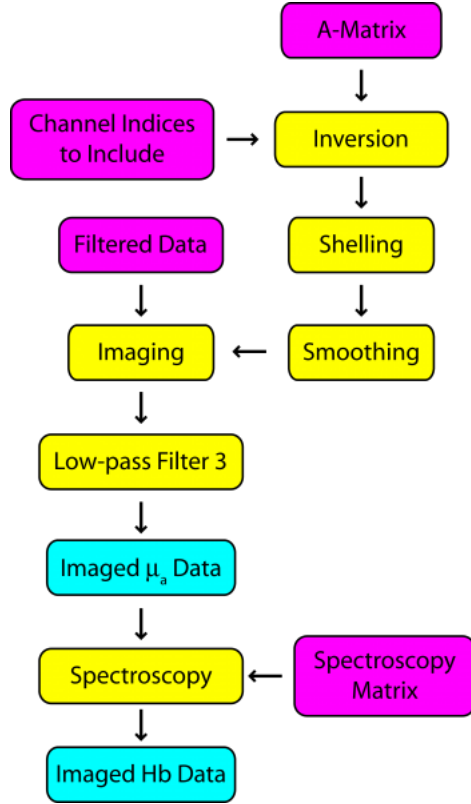 A-Matrix
Channel Indices
to Include
Inversion
Filtered Data
Shelling
Imaging
Smoothing
Low-pass Filter 3
Imaged μa Data
Spectroscopy
Spectroscopy
Matrix
Imaged Hb Data